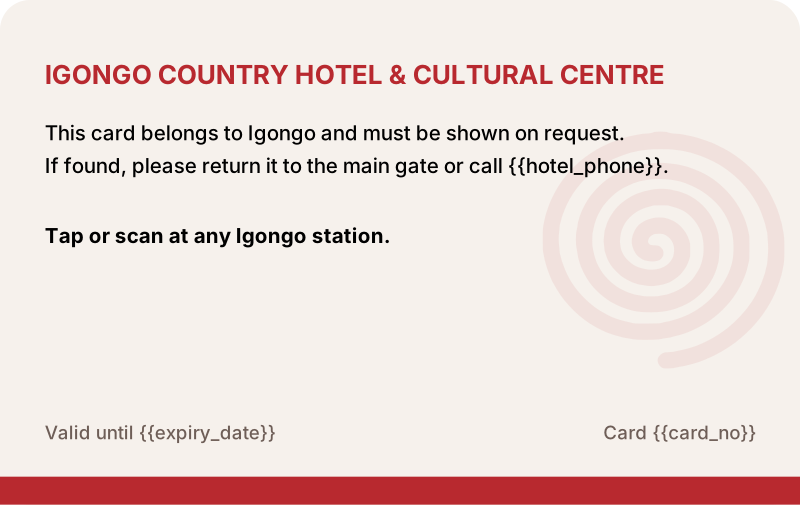 IGONGO COUNTRY HOTEL & CULTURAL CENTRE
This card belongs to Igongo and must be shown on request.
If found, please return it to the main gate or call {{hotel_phone}}.
Tap or scan at any Igongo station.
Valid until {{expiry_date}}
Card {{card_no}}